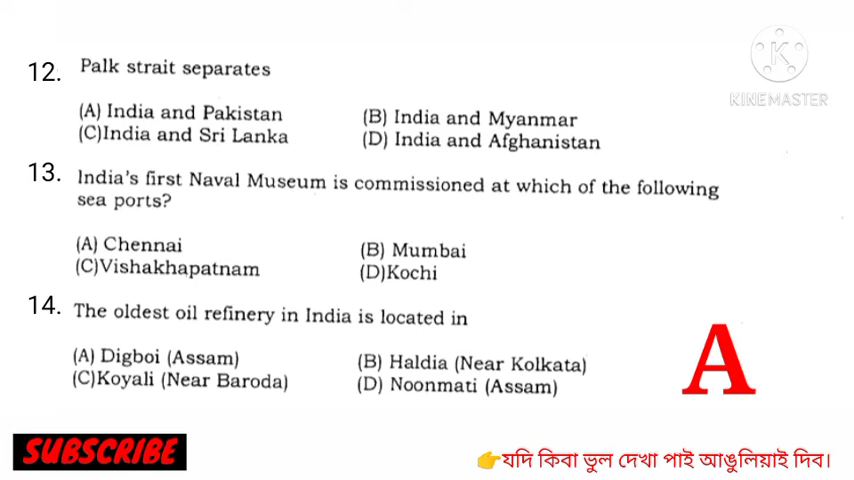 12. Palk strait separates
(A) India and Pakistan (B) India and Myanmar
(C)India and Sri Lanka (D) India and Afghanistan
13. India's first Naval Museum is commissioned at which of the following
sea ports?
(A) Chennai (B) Mumbai
(C)Vishakhapatnam (D)Kochi
14. The oldest oil refinery in India is located in
(A) Digboi (Assam) (B) Haldia (Near Kolkata)
(C)Koyali (Near Baroda) (D) Noonmati (Assam)
A
K
KINEMASTER
SUBSCRIBE
👉যদি কিবা ভুল দেখা পাই আঙুলিয়াই দিব।